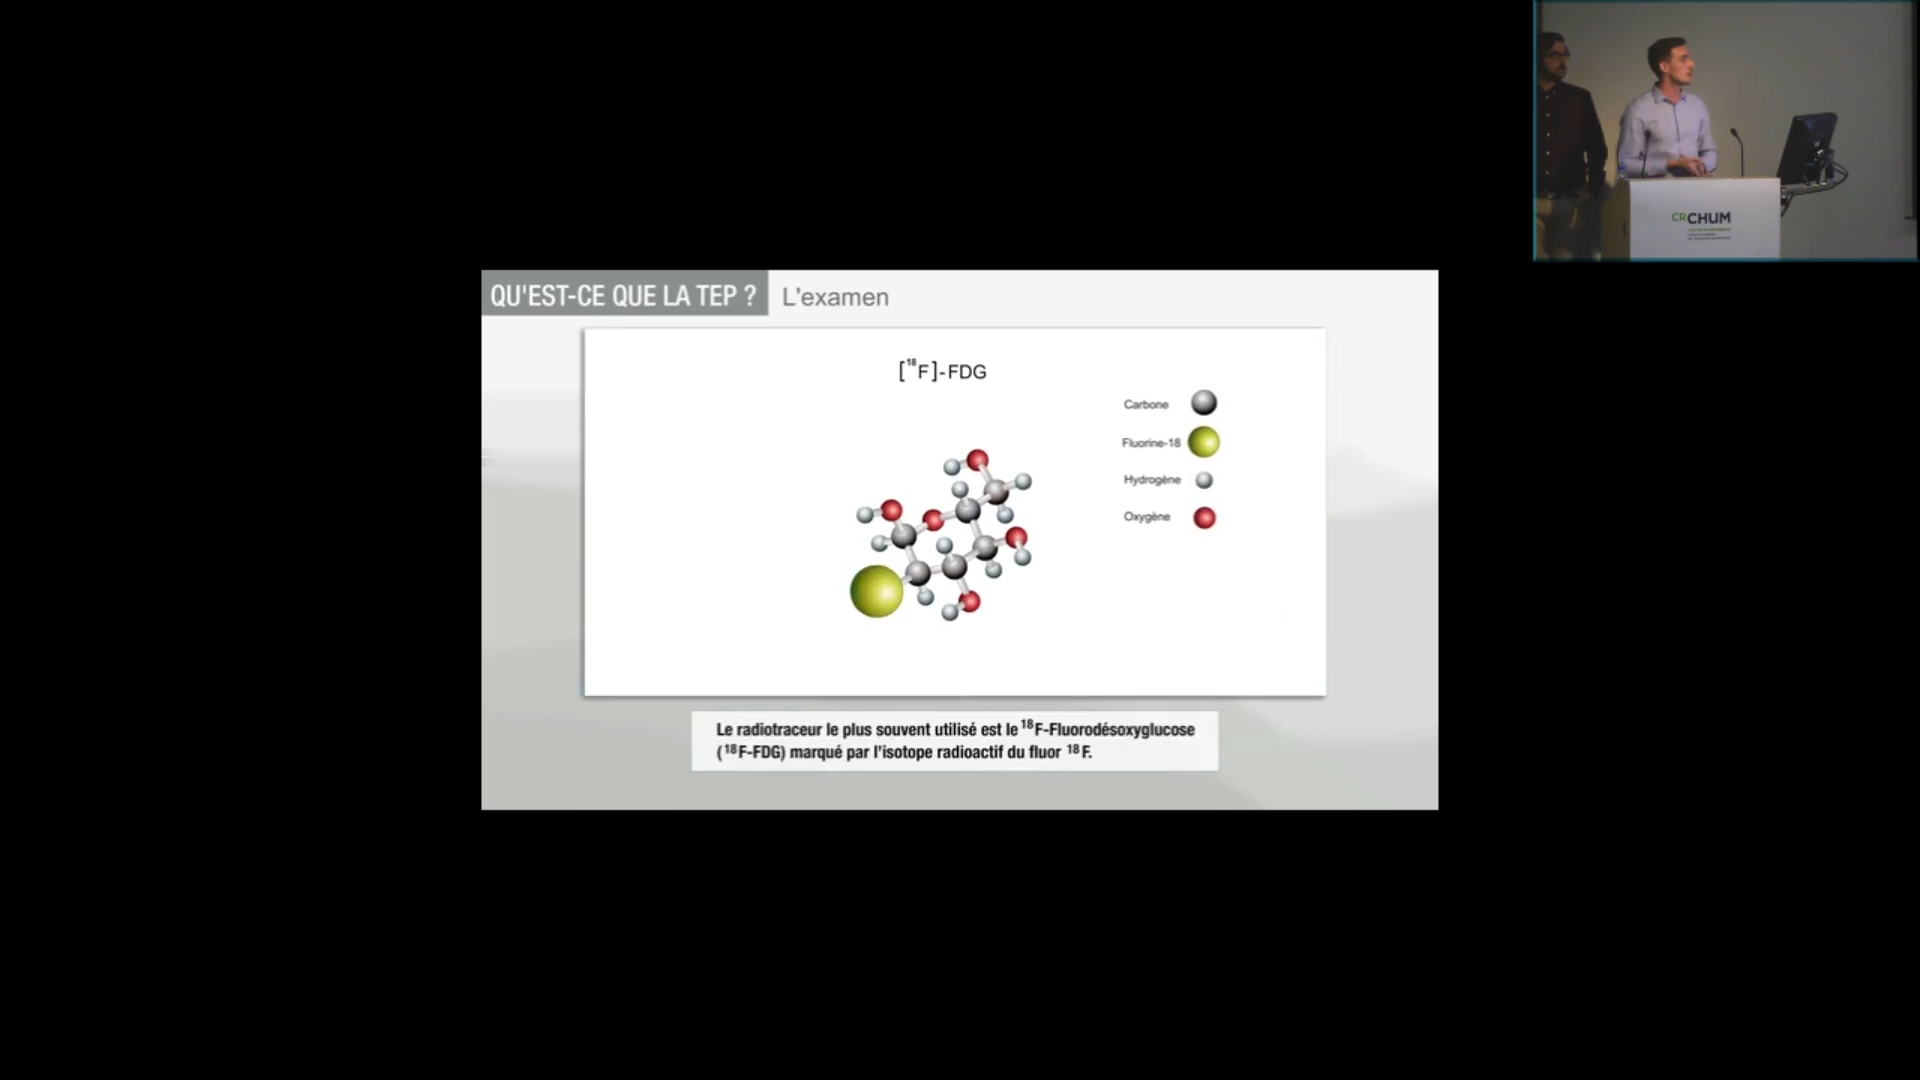 CRCHUM
QU'EST-CE QUE LA TEP ? L'examen
[18F]-FDG
Carbone
Fluorine-18
Hydrogène
Oxygène
Le radiotraceur le plus souvent utilisé est le 18F-Fluorodésoxyglucose
(18F-FDG) marqué par l'isotope radioactif du fluor 18F.